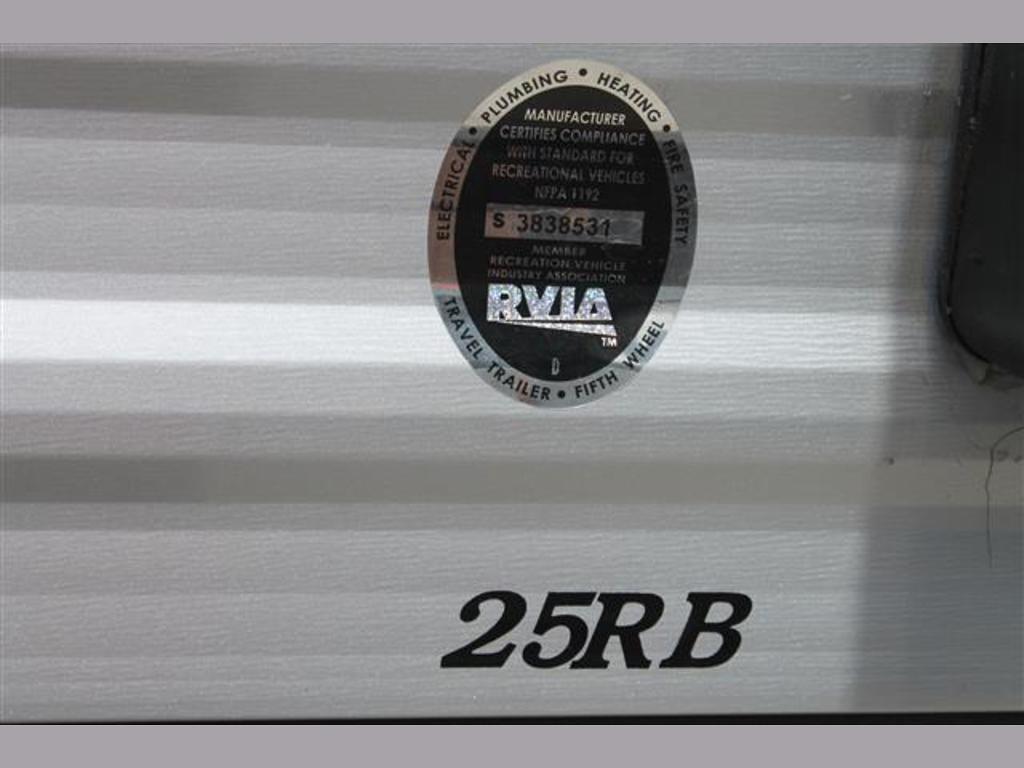 ELECTRICAL • PLUMBING • HEATING • FIRE SAFETY
MANUFACTURER
CERTIFIES COMPLIANCE
WITH STANDARD FOR
RECREATIONAL VEHICLES
NFPA 1192
S 3838531
MEMBER
RECREATION VEHICLE
INDUSTRY ASSOCIATION
RVIA
TM
D
TRAVEL TRAILER • FIFTH WHEEL
25RB